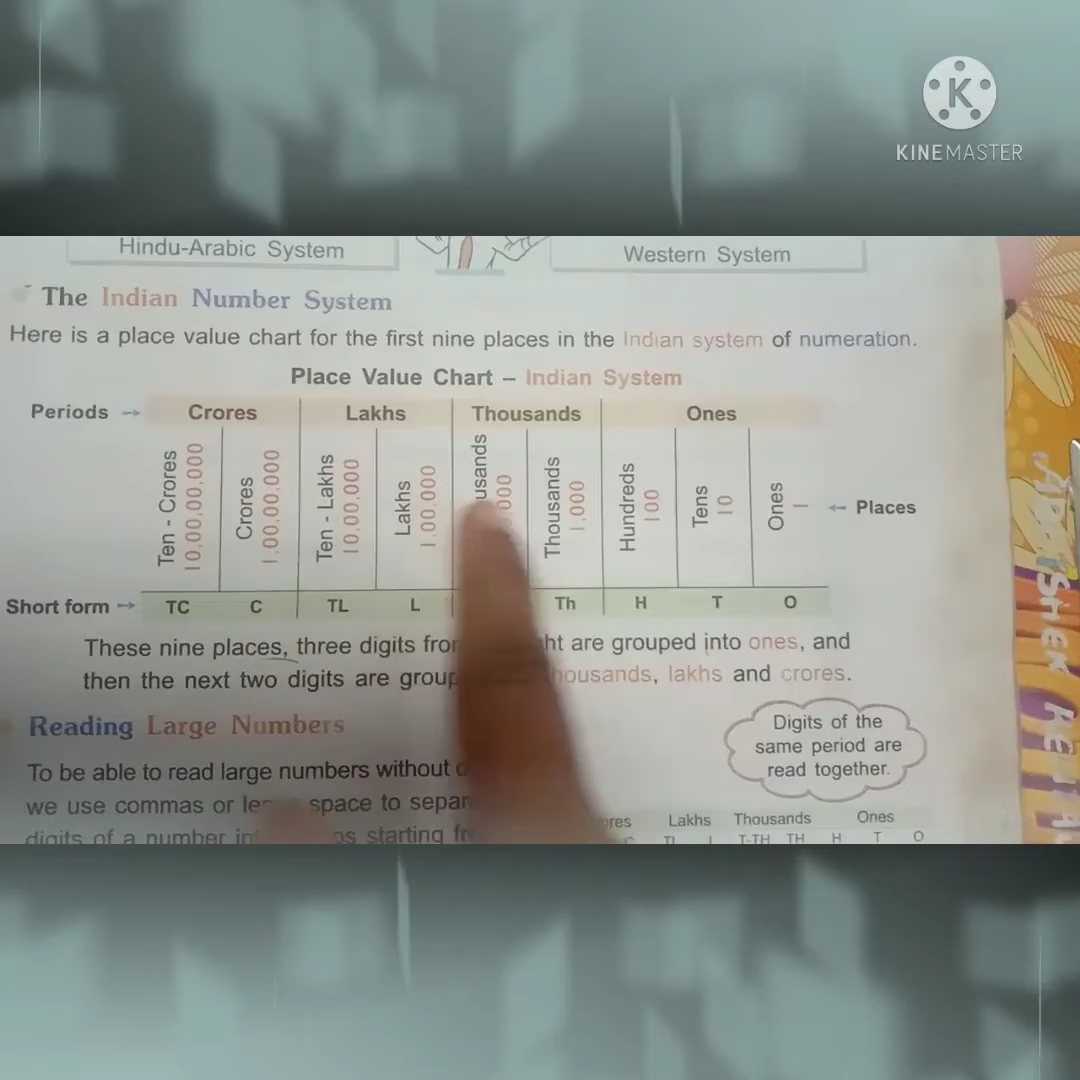 KINEMASTER
Hindu-Arabic System
Western System
The Indian Number System
Here is a place value chart for the first nine places in the Indian system of numeration.
Place Value Chart – Indian System
Periods → Crores Lakhs Thousands Ones
Ten - Crores 10,00,00,000
Crores 1,00,00,000
Ten - Lakhs 10,00,000
Lakhs 1,00,000
Thousands 1,000
Hundreds 100
Tens 10
Ones 1
← Places
Short form → TC C TL L Th H T O
These nine places, three digits are grouped into ones, and
then the next two digits are lakhs and crores.
Reading Large Numbers
To be able to read large numbers without
we use commas or space to
digits of a number starting
Digits of the
same period are
read together.
Lakhs Thousands Ones
T-TH TH H T O